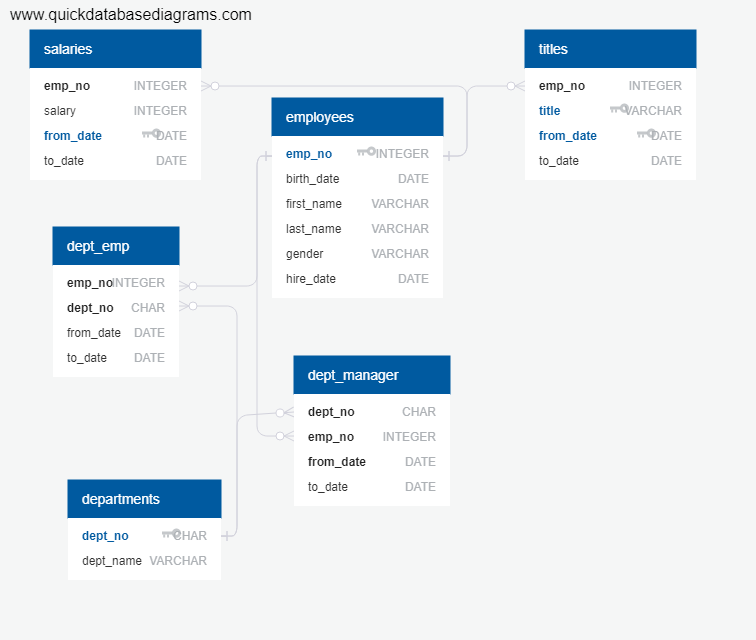 www.quickdatabasediagrams.com
salaries
emp_no INTEGER
salary INTEGER
from_date DATE
to_date DATE
titles
emp_no INTEGER
title VARCHAR
from_date DATE
to_date DATE
employees
emp_no INTEGER
birth_date DATE
first_name VARCHAR
last_name VARCHAR
gender VARCHAR
hire_date DATE
dept_emp
emp_no INTEGER
dept_no CHAR
from_date DATE
to_date DATE
dept_manager
dept_no CHAR
emp_no INTEGER
from_date DATE
to_date DATE
departments
dept_no CHAR
dept_name VARCHAR